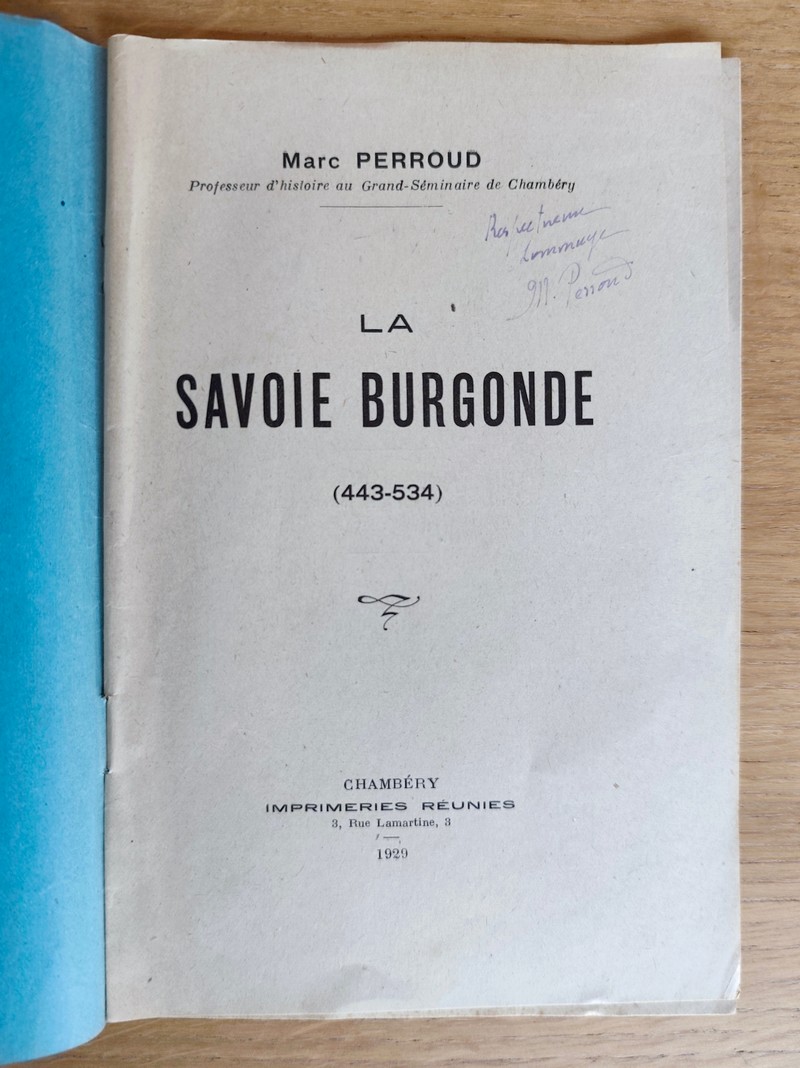 Marc PERROUD
Professeur d'histoire au Grand-Séminaire de Chambéry
Respectueux
hommage
M. Perroud
LA
SAVOIE BURGONDE
(443-534)
CHAMBÉRY
IMPRIMERIES RÉUNIES
3, Rue Lamartine, 3
1929